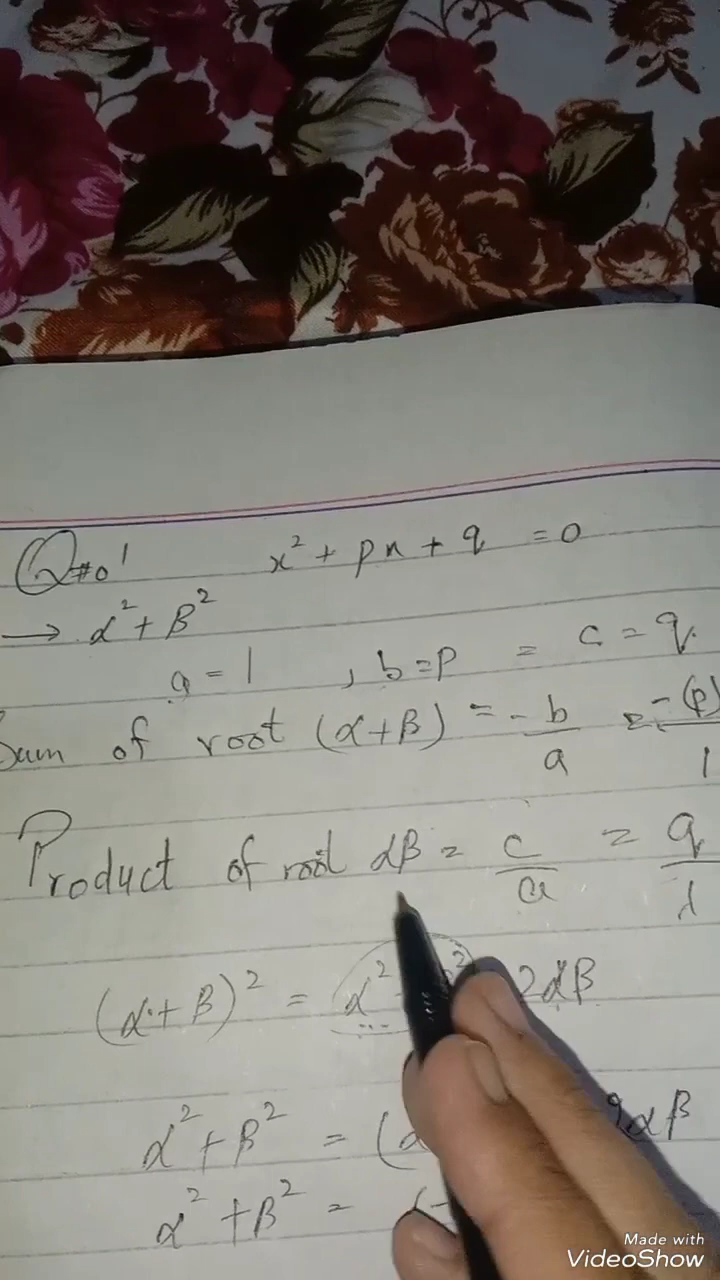 Q#01 x² + px + q = 0
→ α² + β²
a = 1 , b = p = c = q
Sum of root (α+β) = -b/a = -(p)/1
Product of root αβ = c/a = q/1
(α+β)² = α² β² 2αβ
α² + β² = (α 2αβ
α² + β² = (-
Made with
VideoShow